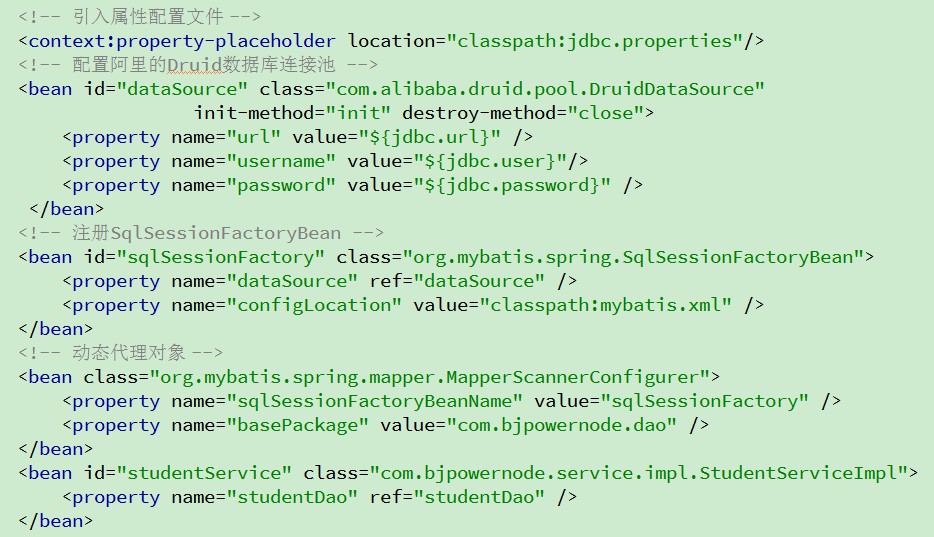 <!-- 引入属性配置文件 -->
<context:property-placeholder location="classpath:jdbc.properties"/>
<!-- 配置阿里的Druid数据库连接池 -->
<bean id="dataSource" class="com.alibaba.druid.pool.DruidDataSource"
                init-method="init" destroy-method="close">
    <property name="url" value="${jdbc.url}" />
    <property name="username" value="${jdbc.user}"/>
    <property name="password" value="${jdbc.password}" />
 </bean>
<!-- 注册SqlSessionFactoryBean -->
<bean id="sqlSessionFactory" class="org.mybatis.spring.SqlSessionFactoryBean">
    <property name="dataSource" ref="dataSource" />
    <property name="configLocation" value="classpath:mybatis.xml" />
</bean>
<!-- 动态代理对象 -->
<bean class="org.mybatis.spring.mapper.MapperScannerConfigurer">
    <property name="sqlSessionFactoryBeanName" value="sqlSessionFactory" />
    <property name="basePackage" value="com.bjpowernode.dao" />
</bean>
<bean id="studentService" class="com.bjpowernode.service.impl.StudentServiceImpl">
    <property name="studentDao" ref="studentDao" />
</bean>